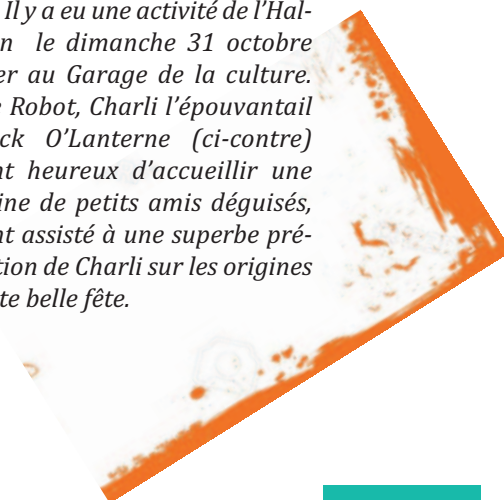 Il y a eu une activité de l'Hal-
n le dimanche 31 octobre
er au Garage de la culture.
Robot, Charli l'épouvantail
ck O'Lanterne (ci-contre)
nt heureux d'accueillir une
ine de petits amis déguisés,
nt assisté à une superbe pré-
tion de Charli sur les origines
te belle fête.